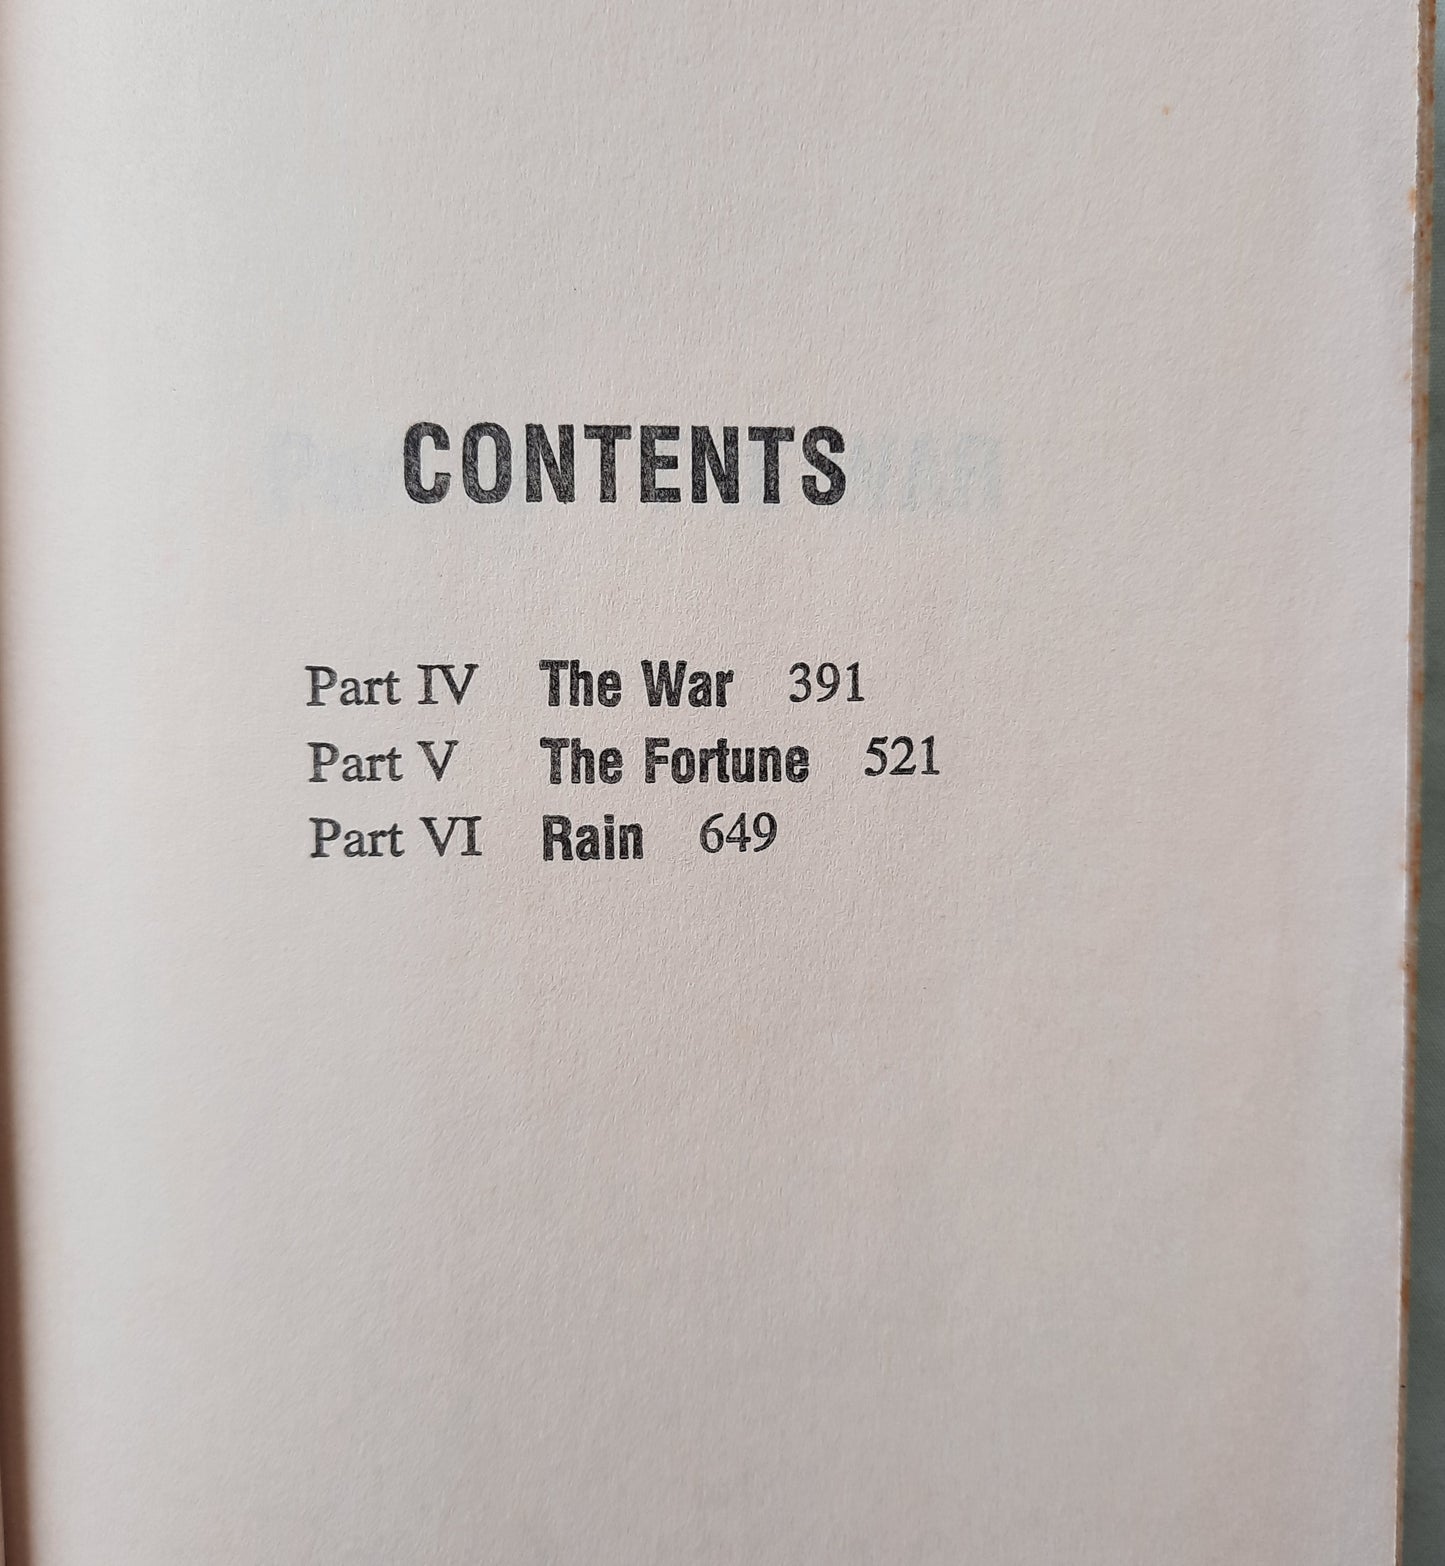 CONTENTS
Part IV The War 391
Part V The Fortune 521
Part VI Rain 649